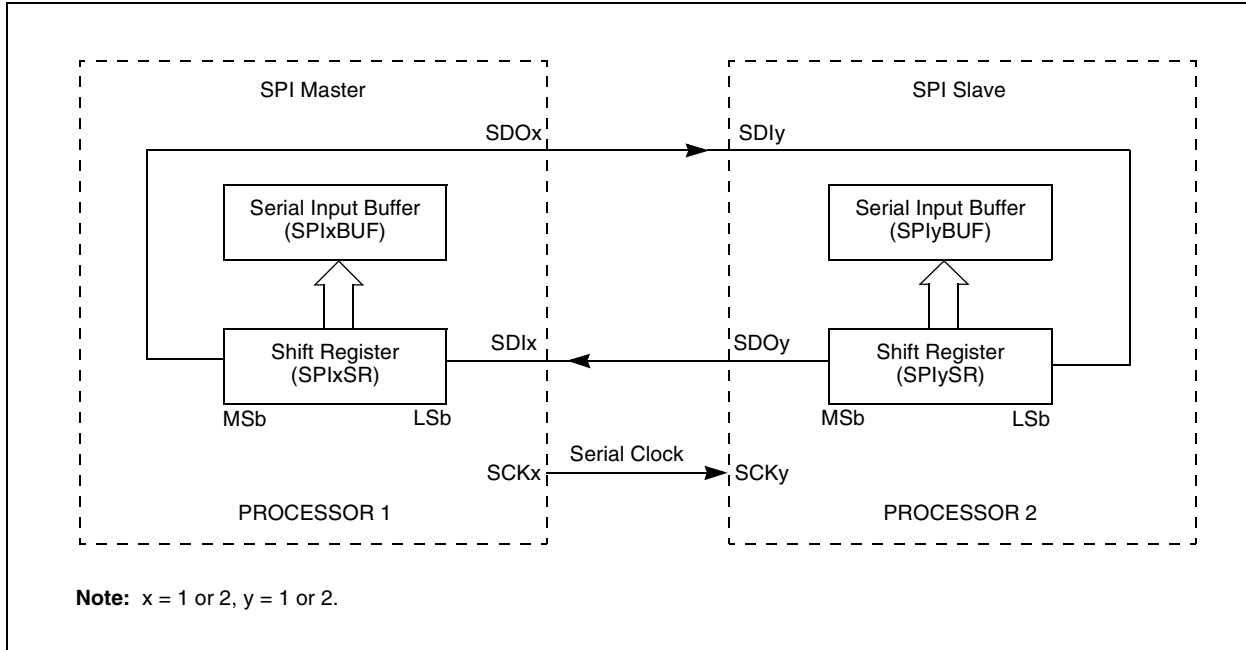 SPI Master
SPI Slave
SDOx
SDIy
Serial Input Buffer
(SPIxBUF)
Serial Input Buffer
(SPIyBUF)
SDIx
SDOy
Shift Register
(SPIxSR)
Shift Register
(SPIySR)
MSb
LSb
MSb
LSb
Serial Clock
SCKx
SCKy
PROCESSOR 1
PROCESSOR 2
Note: x = 1 or 2, y = 1 or 2.